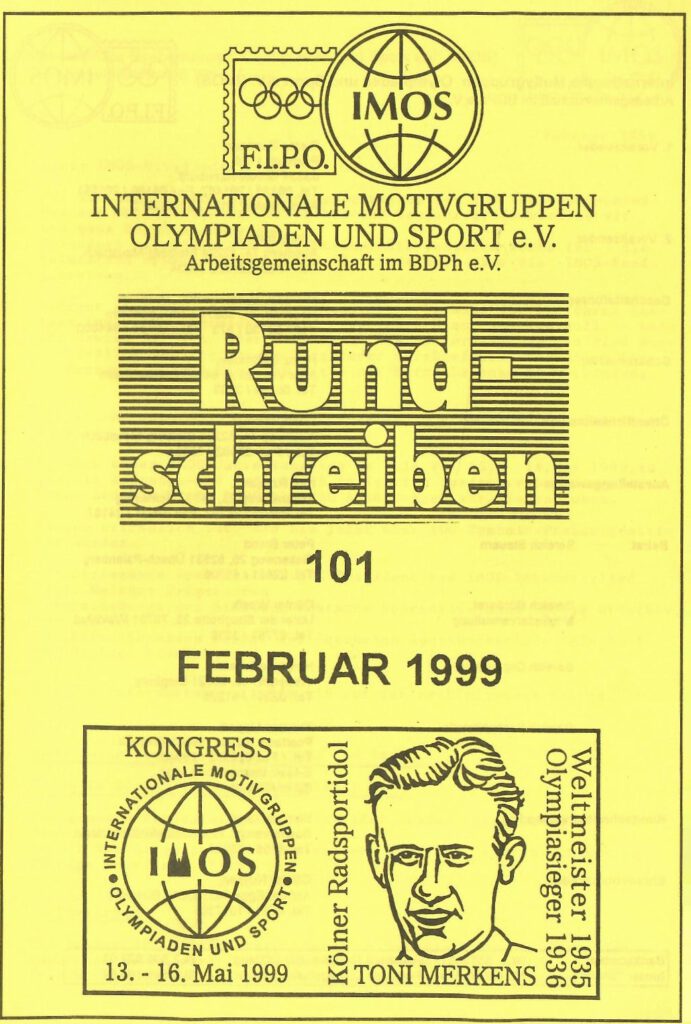 F.I.P.O.
IMOS
INTERNATIONALE MOTIVGRUPPEN
OLYMPIADEN UND SPORT e.V.
Arbeitsgemeinschaft im BDPh e.V.
Rund-
schreiben
101
FEBRUAR 1999
KONGRESS
INTERNATIONALE MOTIVGRUPPEN
IMOS
OLYMPIADEN UND SPORT
13. - 16. Mai 1999
Kölner Radsportidol
TONI MERKENS
Weltmeister 1935
Olympiasieger 1936